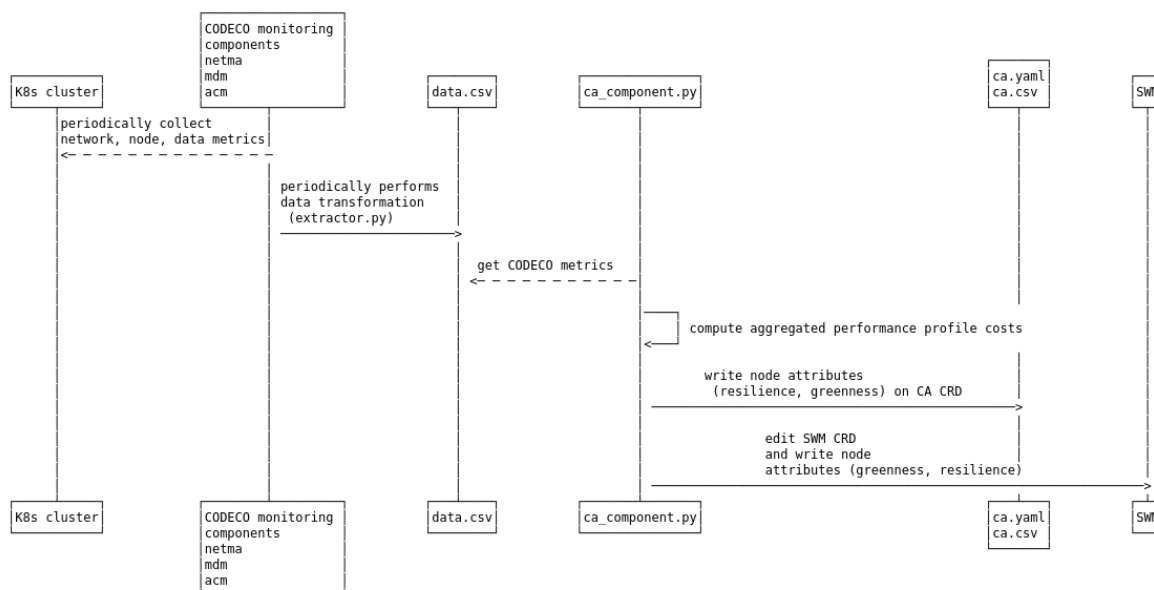 CODECO monitoring
components
netma
mdm
acm
K8s cluster
data.csv
ca_component.py
ca.yaml
ca.csv
SWM
periodically collect
network, node, data metrics
periodically performs
data transformation
(extractor.py)
get CODECO metrics
compute aggregated performance profile costs
write node attributes
(resilience, greenness) on CA CRD
edit SWM CRD
and write node
attributes (greenness, resilience)
K8s cluster
CODECO monitoring
components
netma
mdm
acm
data.csv
ca_component.py
ca.yaml
ca.csv
SWM